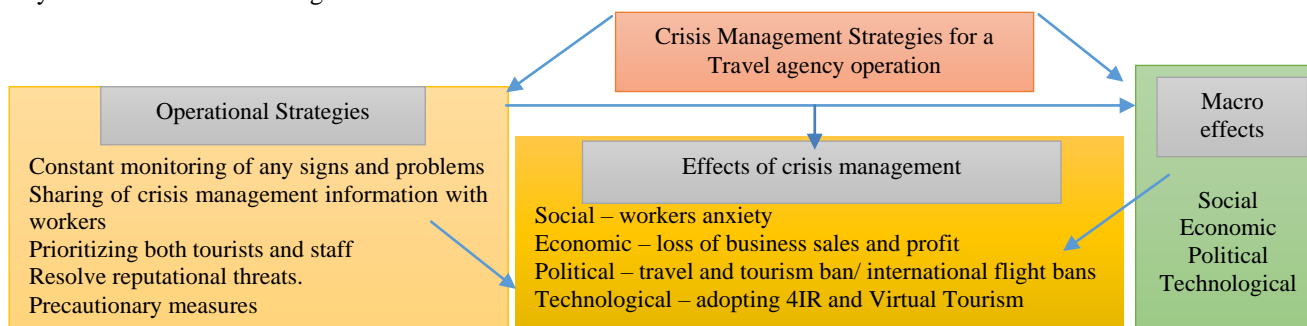 Crisis Management Strategies for a
Travel agency operation
Operational Strategies
Constant monitoring of any signs and problems
Sharing of crisis management information with
workers
Prioritizing both tourists and staff
Resolve reputational threats.
Precautionary measures
Effects of crisis management
Social – workers anxiety
Economic – loss of business sales and profit
Political – travel and tourism ban/ international flight bans
Technological – adopting 4IR and Virtual Tourism
Macro
effects
Social
Economic
Political
Technological